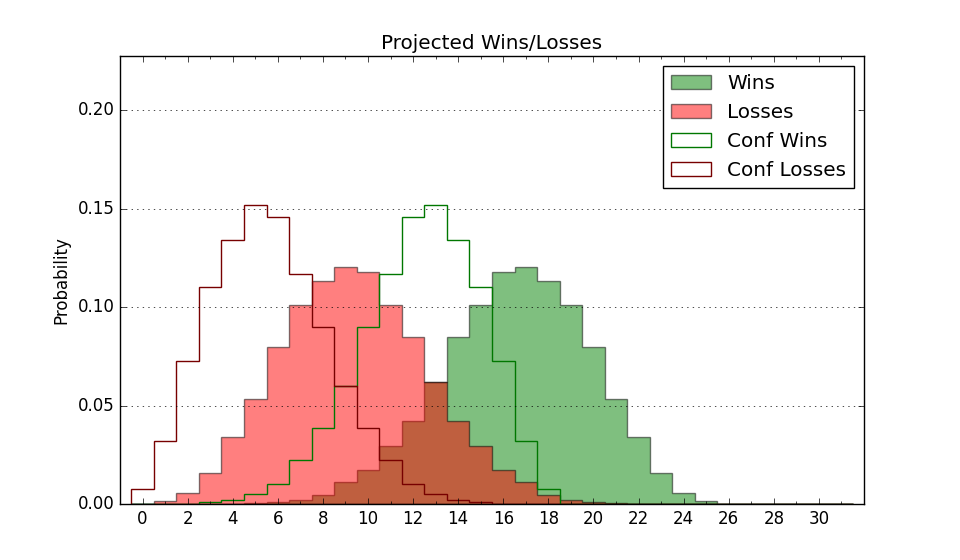 Projected Wins/Losses
Wins
Losses
Conf Wins
Conf Losses
Probability
0.20
0.15
0.10
0.05
0.00
0 2 4 6 8 10 12 14 16 18 20 22 24 26 28 30